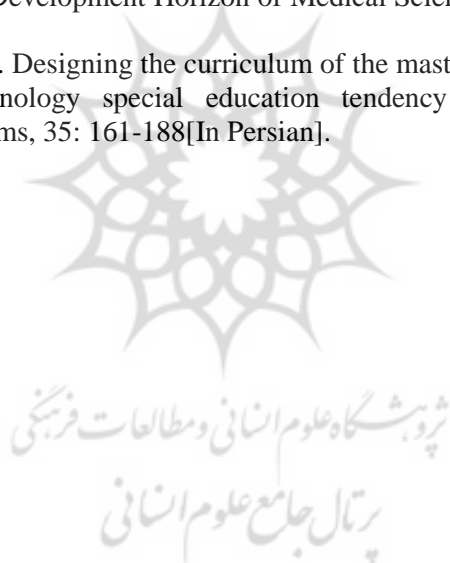 Development Horizon of Medical Scien
. Designing the curriculum of the mast
nology special education tendency
ms, 35: 161-188[In Persian].
پژوهشگاه علوم انسانی و مطالعات فرهنگی
پرتال جامع علوم انسانی